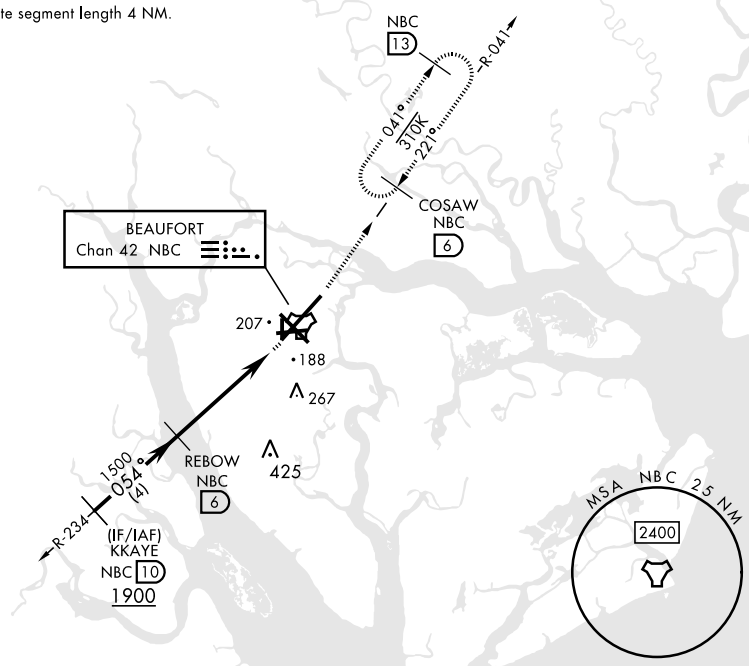 te segment length 4 NM.
NBC
13
R-041
041°
310K
221°
COSAW
NBC
6
BEAUFORT
Chan 42 NBC
207
188
267
425
1500
054°
(4)
REBOW
NBC
6
R-234
(IF/IAF)
KKAYE
NBC 10
1900
MSA NBC 25 NM
2400